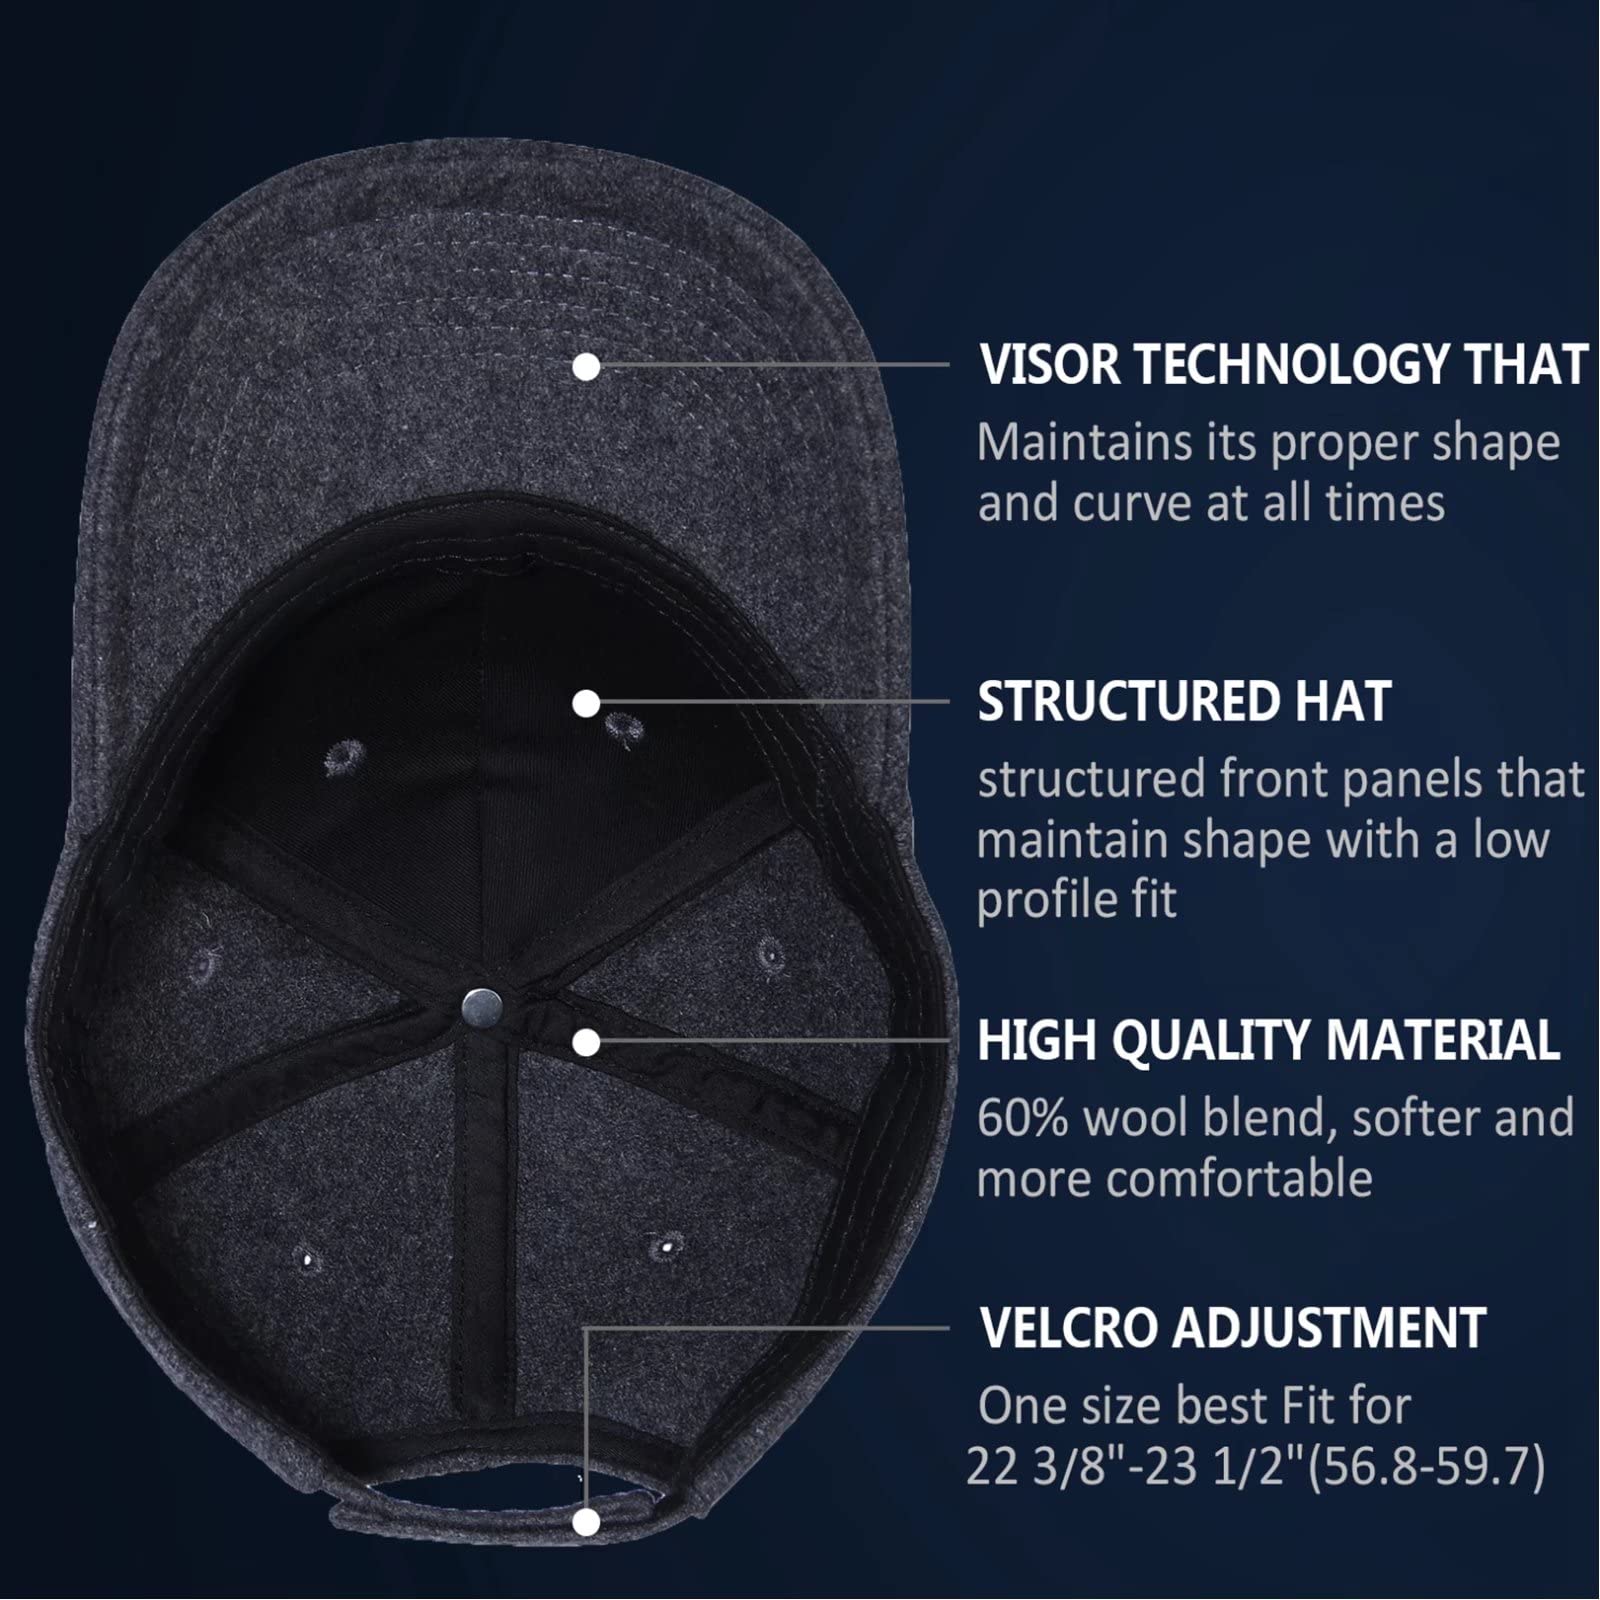 VISOR TECHNOLOGY THAT
Maintains its proper shape
and curve at all times
STRUCTURED HAT
structured front panels that
maintain shape with a low
profile fit
HIGH QUALITY MATERIAL
60% wool blend, softer and
more comfortable
VELCRO ADJUSTMENT
One size best Fit for
22 3/8"-23 1/2"(56.8-59.7)